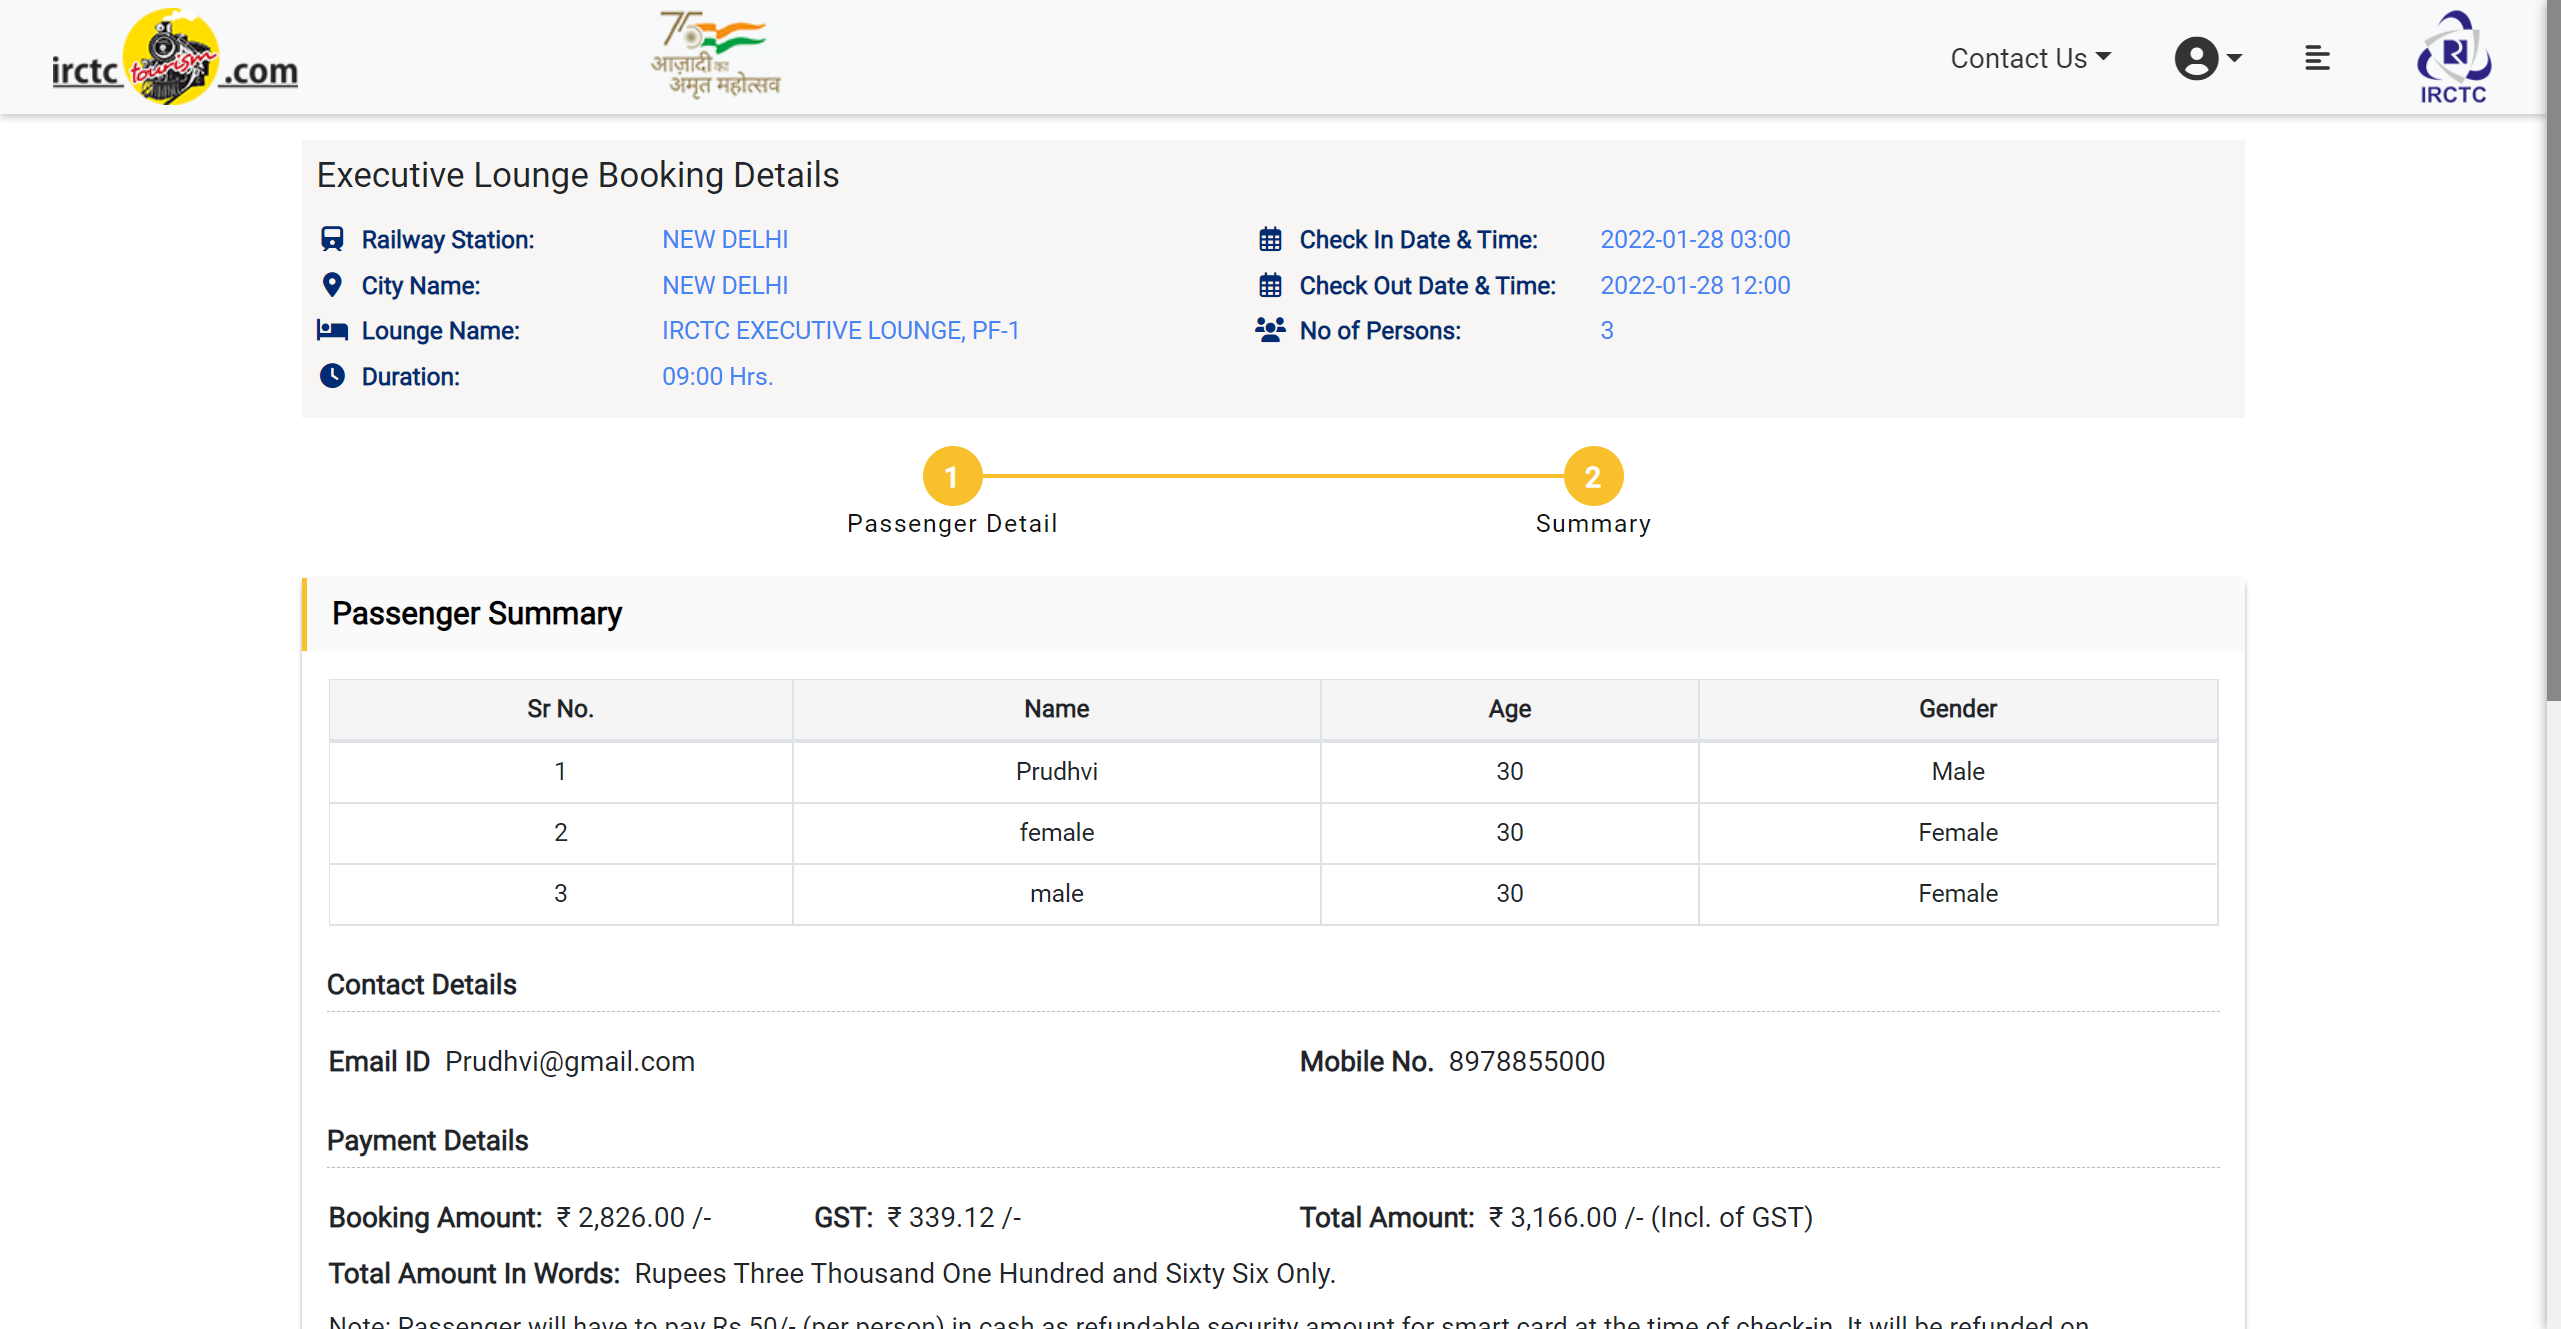 irctc tourism .com
75
आज़ादी का
अमृत महोत्सव
Contact Us
IRCTC
Executive Lounge Booking Details
Railway Station: NEW DELHI Check In Date & Time: 2022-01-28 03:00
City Name: NEW DELHI Check Out Date & Time: 2022-01-28 12:00
Lounge Name: IRCTC EXECUTIVE LOUNGE, PF-1 No of Persons: 3
Duration: 09:00 Hrs.
1 2
Passenger Detail Summary
Passenger Summary
Sr No. Name Age Gender
1 Prudhvi 30 Male
2 female 30 Female
3 male 30 Female
Contact Details
Email ID Prudhvi@gmail.com Mobile No. 8978855000
Payment Details
Booking Amount: ₹ 2,826.00 /- GST: ₹ 339.12 /- Total Amount: ₹ 3,166.00 /- (Incl. of GST)
Total Amount In Words: Rupees Three Thousand One Hundred and Sixty Six Only.
Note: Passenger will have to pay Rs.50/- (per person) in cash as refundable security amount for smart card at the time of check-in. It will be refunded on